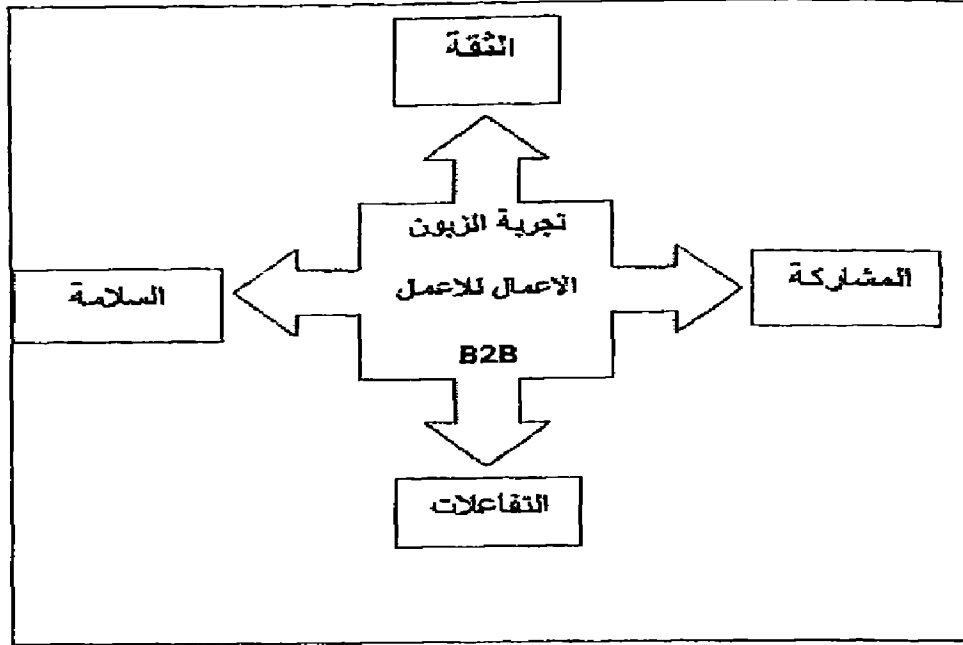 الثقة
تجربة الزبون
الاعمال للاعمل
B2B
المشاركة
السلامة
التفاعلات